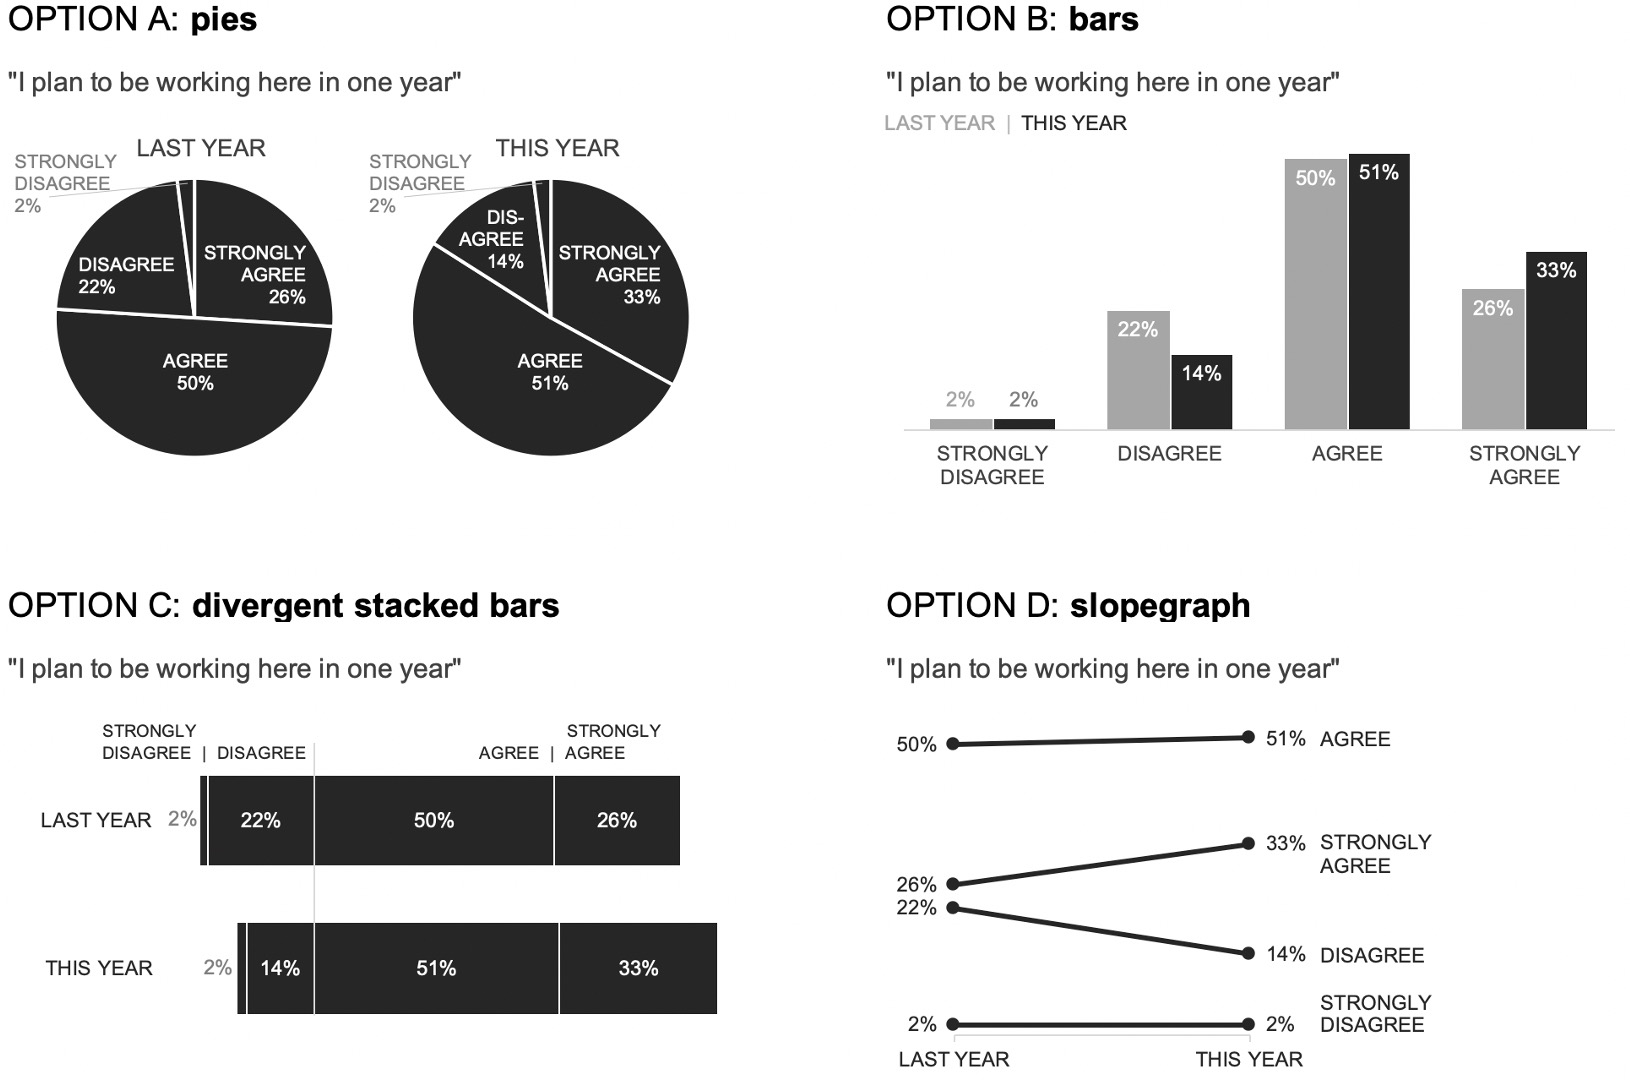 OPTION A: pies
"I plan to be working here in one year"
LAST YEAR
STRONGLY
DISAGREE
2%
DISAGREE
22%
STRONGLY
AGREE
26%
AGREE
50%
THIS YEAR
STRONGLY
DISAGREE
2%
DIS-
AGREE
14%
STRONGLY
AGREE
33%
AGREE
51%
OPTION B: bars
"I plan to be working here in one year"
LAST YEAR | THIS YEAR
2% 2%
22%
14%
50%
51%
26%
33%
STRONGLY
DISAGREE
DISAGREE
AGREE
STRONGLY
AGREE
OPTION C: divergent stacked bars
"I plan to be working here in one year"
STRONGLY
DISAGREE | DISAGREE
STRONGLY
AGREE | AGREE
LAST YEAR 2% 22% 50% 26%
THIS YEAR 2% 14% 51% 33%
OPTION D: slopegraph
"I plan to be working here in one year"
50% 51% AGREE
33% STRONGLY
AGREE
26%
22%
14% DISAGREE
STRONGLY
2% 2% DISAGREE
LAST YEAR THIS YEAR